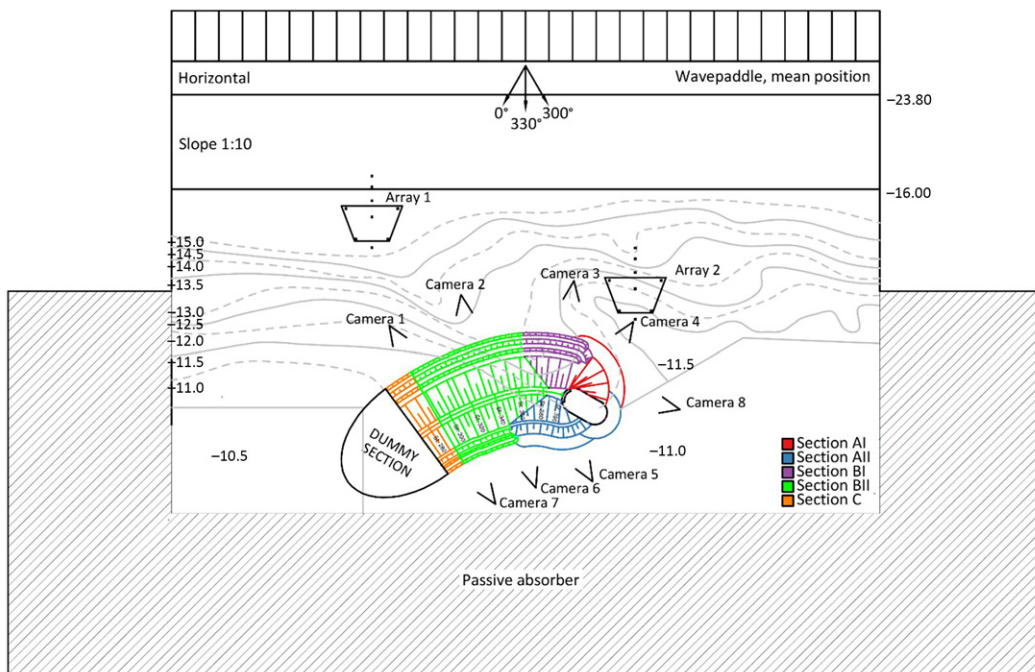 Horizontal
Wavepaddle, mean position
−23.80
0°
300°
330°
Slope 1:10
−16.00
Array 1
+15.0
+14.5
+14.0
+13.5
−13.0
−12.5
−12.0
+11.5
+11.0
Camera 2
Camera 3
Array 2
Camera 1
Camera 4
−11.5
Camera 8
DUMMY
SECTION
−10.5
−11.0
Camera 5
Camera 6
Camera 7
Section AI
Section AII
Section BI
Section BII
Section C
Passive absorber